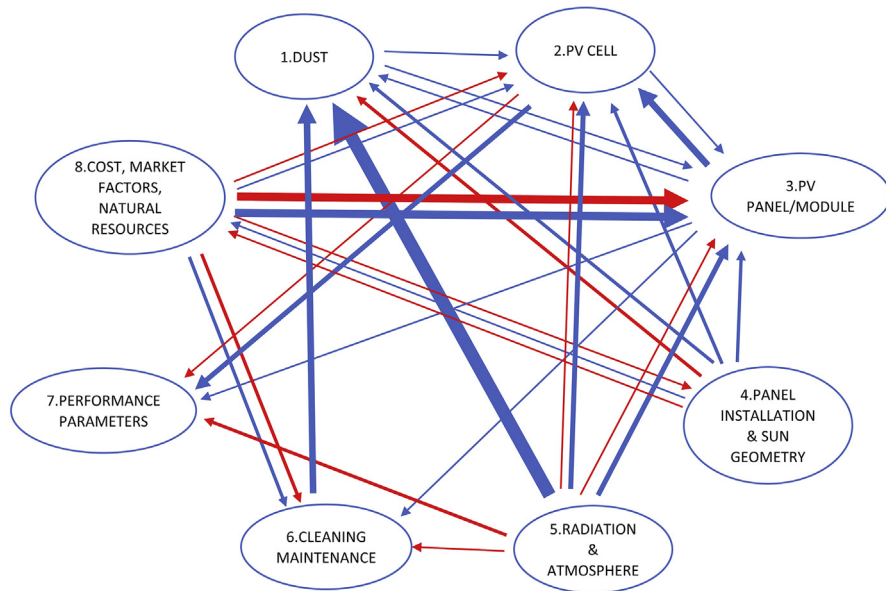 1.DUST
2.PV CELL
8.COST, MARKET
FACTORS,
NATURAL
RESOURCES
3.PV
PANEL/MODULE
7.PERFORMANCE
PARAMETERS
4.PANEL
INSTALLATION
& SUN
GEOMETRY
6.CLEANING
MAINTENANCE
5.RADIATION
&
ATMOSPHERE